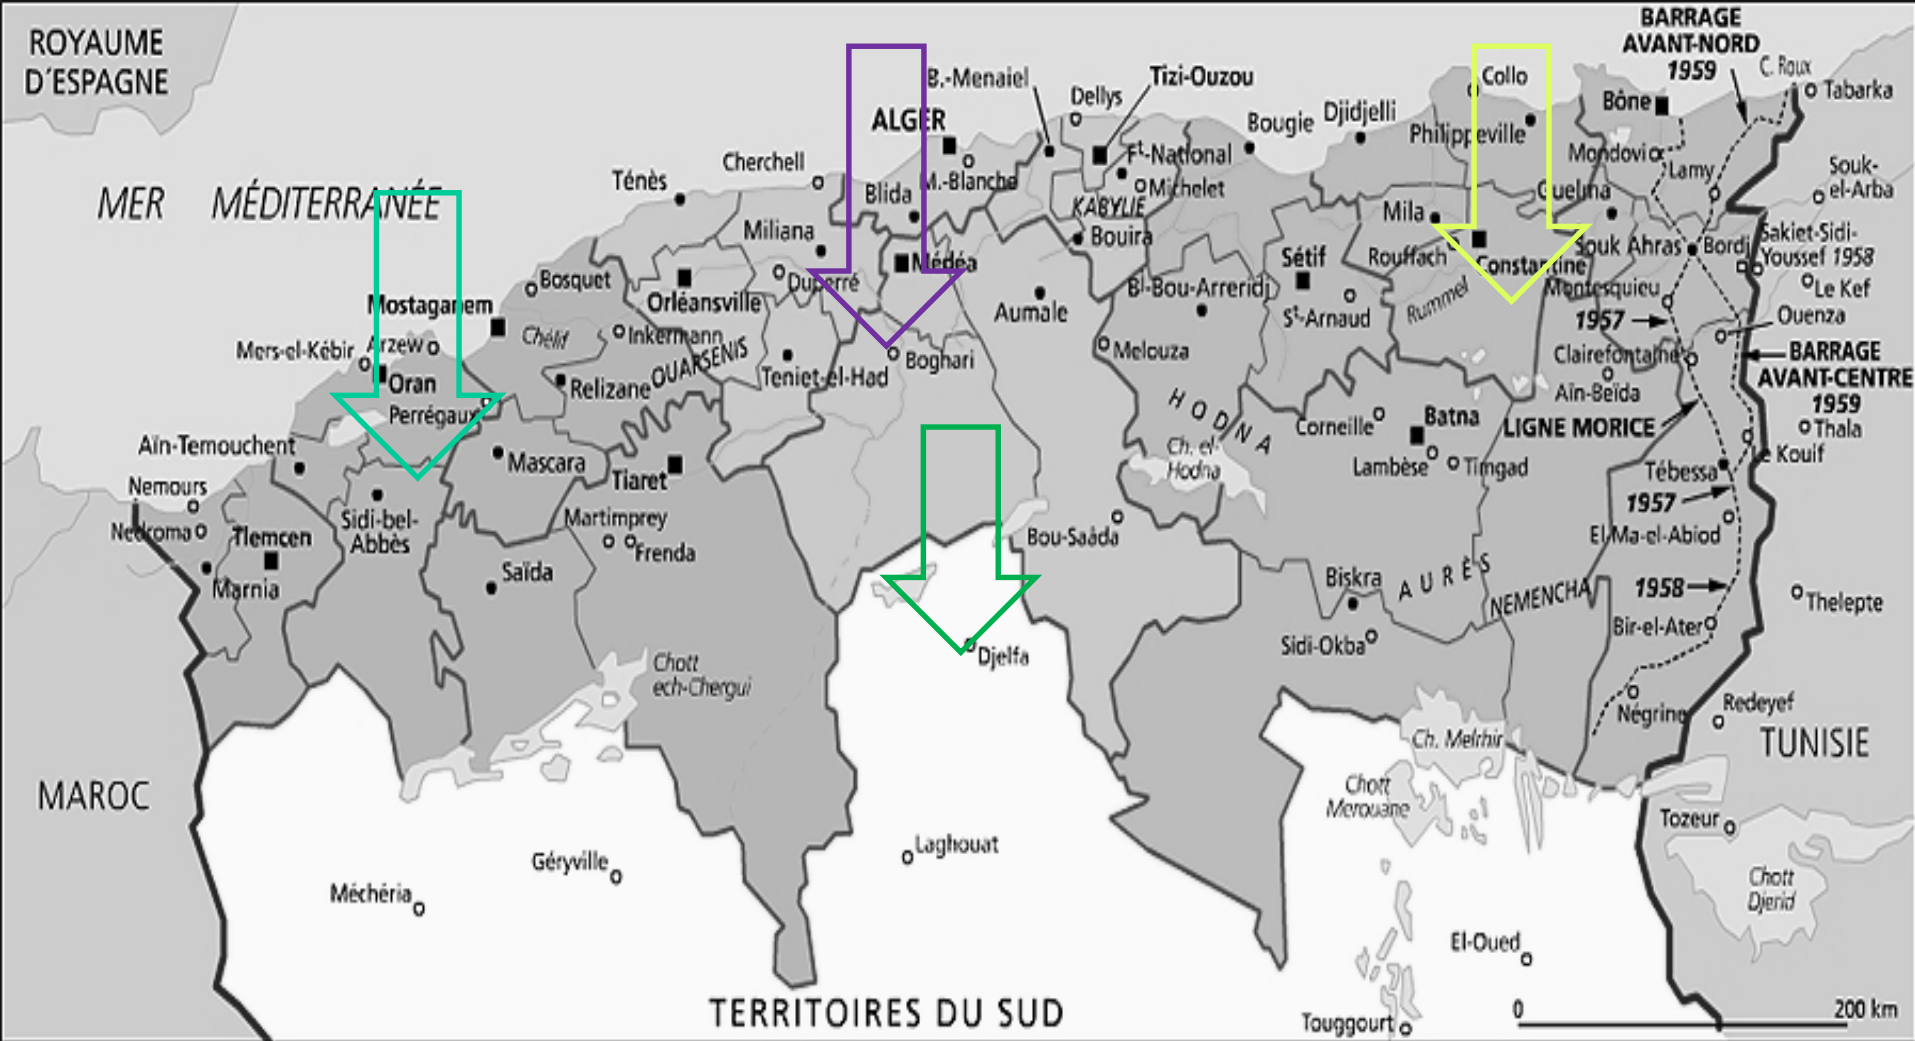 ROYAUME
D'ESPAGNE
MER MÉDITERRANÉE
BARRAGE
AVANT-NORD
1959
C. Roux
Tabarka
Collo
Bône
B.-Menaiel
Tizi-Ouzou
Dellys
ALGER
Bougie
Djidjelli
Philippeville
Mondovi
Lamy
Souk-
el-Arba
Ténès
Cherchell
Blida
M.-Blanche
Ft-National
Michelet
KABYLIE
Mila
Guelma
Miliana
Médéa
Bouira
Sétif
Rouffach
Constantine
Souk Ahras
Bordj
Sakiet-Sidi-
Youssef 1958
Bosquet
Duperré
Orléansville
Aumale
Bl-Bou-Arreridj
St-Arnaud
Rummel
Montesquieu
Le Kef
Mostaganem
Chélif
Inkermann
OUARSENIS
1957
Ouenza
Mers-el-Kébir
Arzew
Oran
Perrégaux
Relizane
Teniet-el-Had
Boghari
Melouza
Clairefontaine
BARRAGE
AVANT-CENTRE
1959
Aïn-Beïda
HODNA
Ch. el-
Hodna
Corneille
Batna
LIGNE MORICE
Thala
Le Kouif
Aïn-Temouchent
Mascara
Tiaret
Lambèse
Timgad
Tébessa
1957
Nemours
Nedroma
Tlemcen
Marnia
Sidi-bel-
Abbès
Martimprey
Frenda
Saïda
Bou-Saâda
El-Ma-el-Abiod
Biskra
AURÈS
NEMENCHA
1958
Thelepte
Sidi-Okba
Bir-el-Ater
Djelfa
Chott
ech-Chergui
Négrine
Redeyef
Ch. Melrhir
TUNISIE
MAROC
Chott
Merouane
Tozeur
Laghouat
Géryville
Méchéria
Chott
Djerid
El-Oued
TERRITOIRES DU SUD
Touggourt
0 200 km